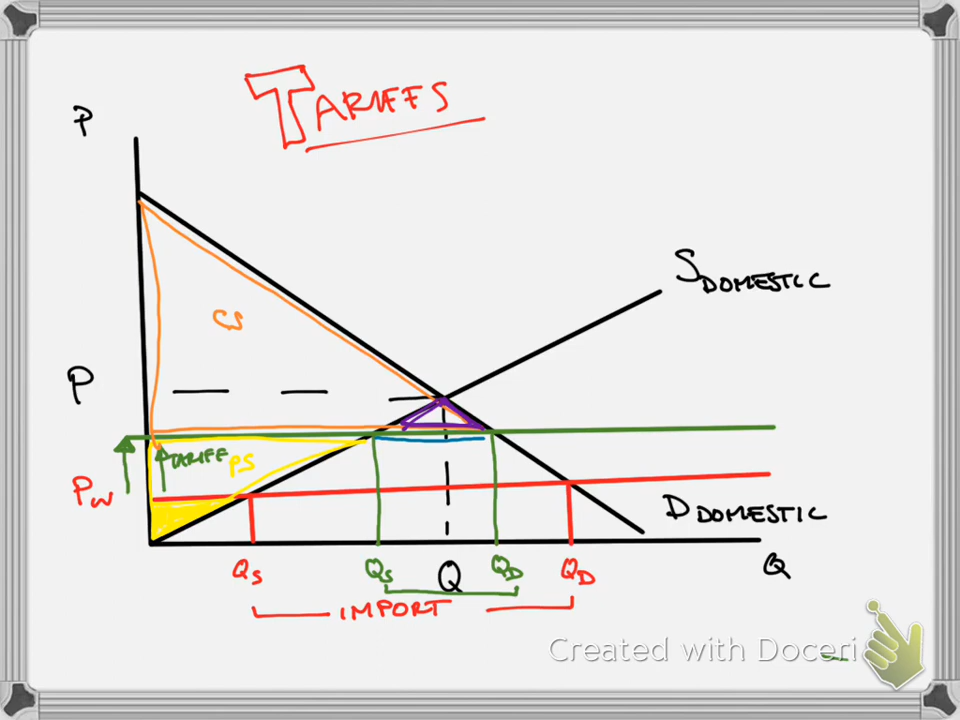 TARIFFS
P
S DOMESTIC
CS
P
TARIFF
PS
PW
D DOMESTIC
QS
QS
Q
QD
QD
Q
IMPORT
Created with Doceri